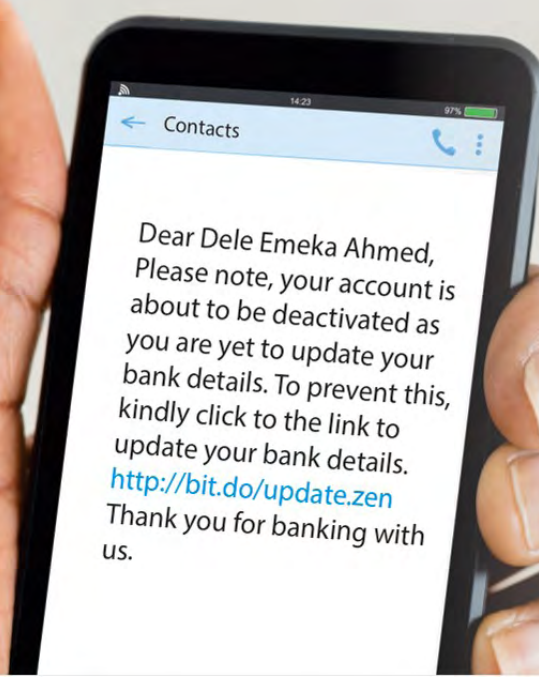 14:23
97%
Contacts
Dear Dele Emeka Ahmed,
Please note, your account is
about to be deactivated as
you are yet to update your
bank details. To prevent this,
kindly click to the link to
update your bank details.
http://bit.do/update.zen
Thank you for banking with
us.